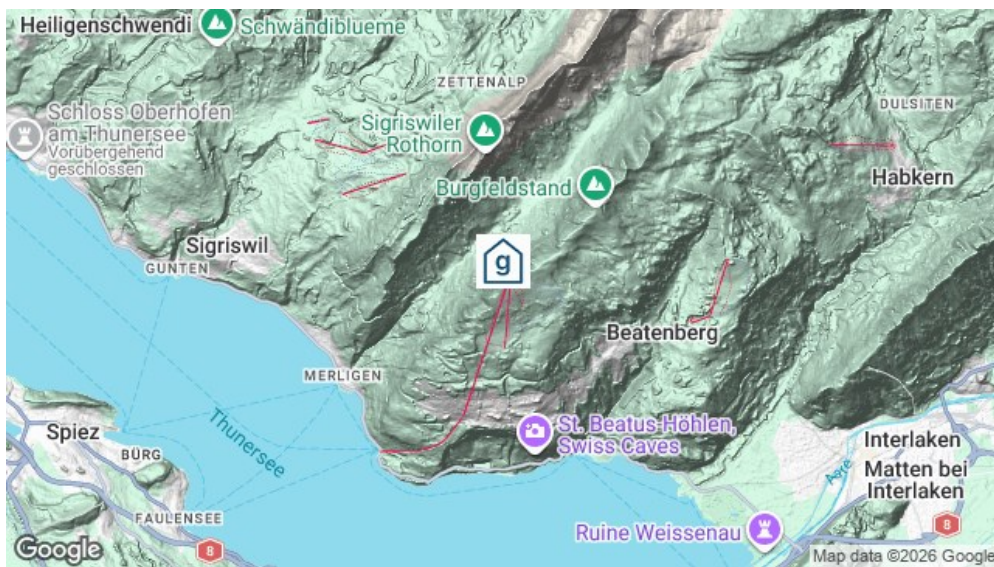 Heiligenschwendi
Schwändiblueme
ZETTENALP
Schloss Oberhofen
am Thunersee
Vorübergehend
geschlossen
Sigriswiler
Rothorn
DULSITEN
Habkern
Burgfeldstand
Sigriswil
GUNTEN
g
Beatenberg
MERLIGEN
Thunersee
Spiez
BÜRG
St. Beatus-Höhlen,
Swiss Caves
Interlaken
Matten bei
Interlaken
Aare
FAULENSEE
Ruine Weissenau
8
8
Google
Map data ©2026 Google